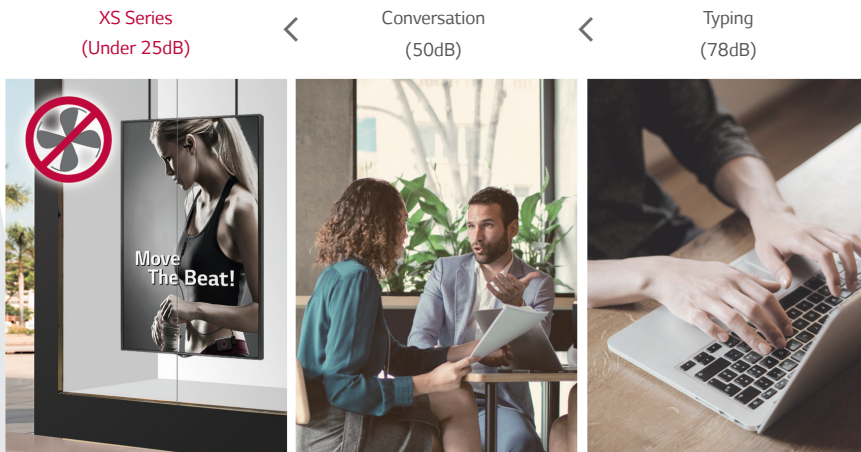 XS Series
(Under 25dB)
Conversation
(50dB)
Typing
(78dB)
Move
The Beat!